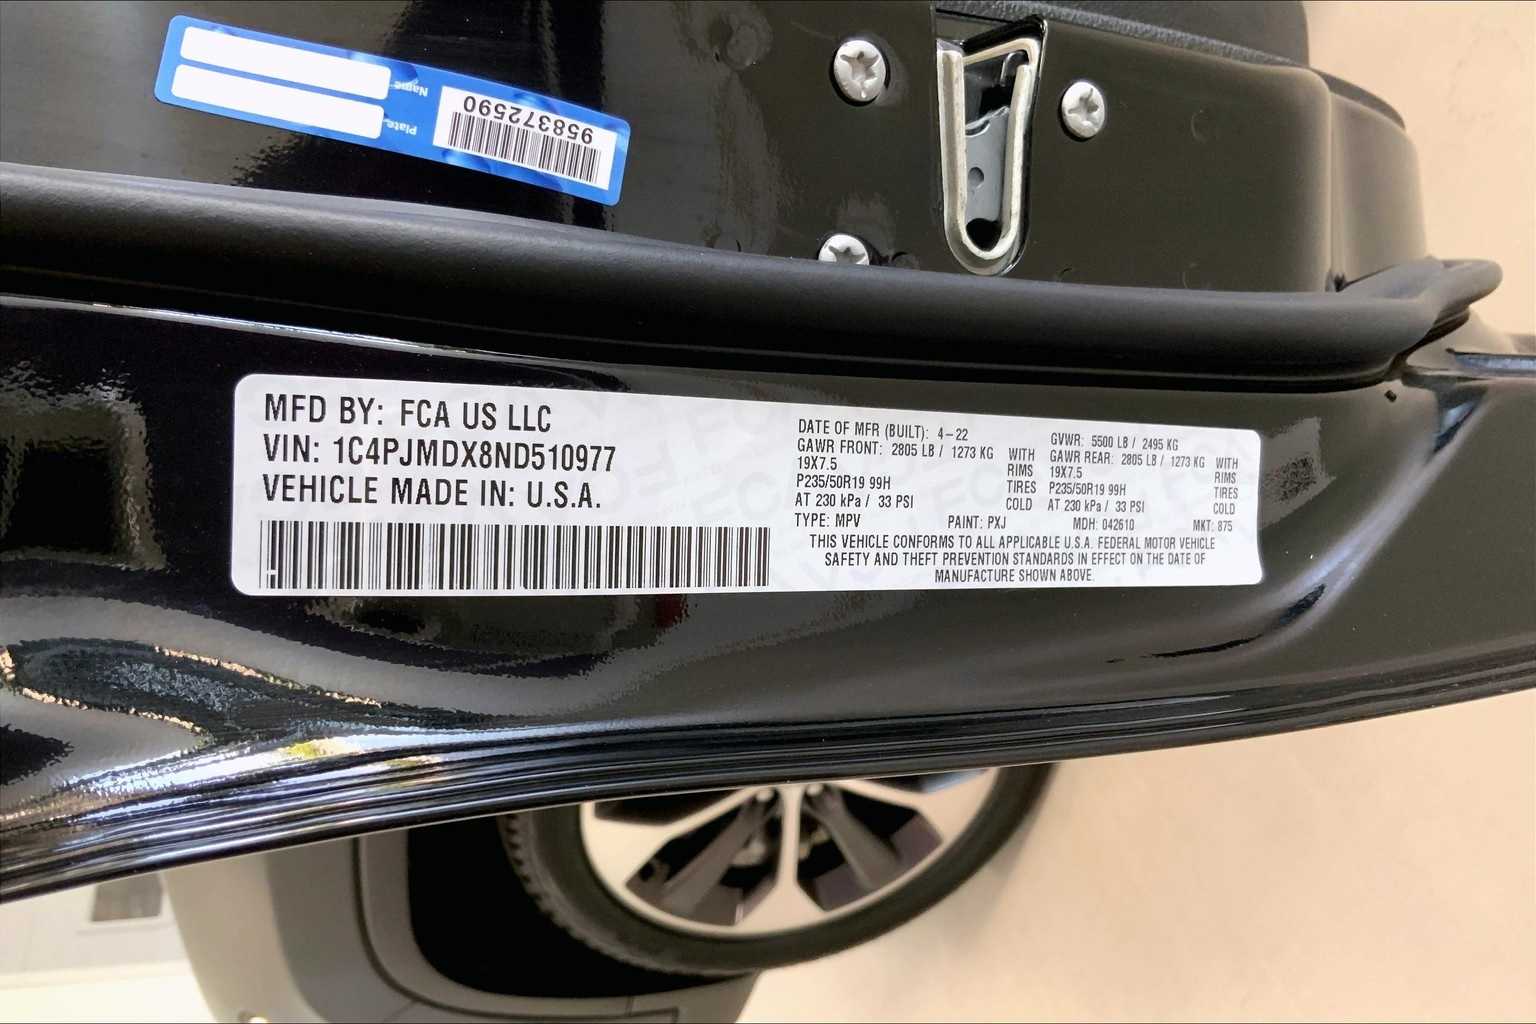 Name
Plate
958372590
MFD BY: FCA US LLC
VIN: 1C4PJMDX8ND510977
VEHICLE MADE IN: U.S.A.
DATE OF MFR (BUILT): 4-22
GAWR FRONT: 2805 LB / 1273 KG WITH
19X7.5 RIMS
P235/50R19 99H TIRES
AT 230 kPa / 33 PSI COLD
GVWR: 5500 LB / 2495 KG
GAWR REAR: 2805 LB / 1273 KG WITH
19X7.5 RIMS
P235/50R19 99H TIRES
AT 230 kPa / 33 PSI COLD
TYPE: MPV PAINT: PXJ MDH: 042610 MKT: 875
THIS VEHICLE CONFORMS TO ALL APPLICABLE U.S.A. FEDERAL MOTOR VEHICLE
SAFETY AND THEFT PREVENTION STANDARDS IN EFFECT ON THE DATE OF
MANUFACTURE SHOWN ABOVE.